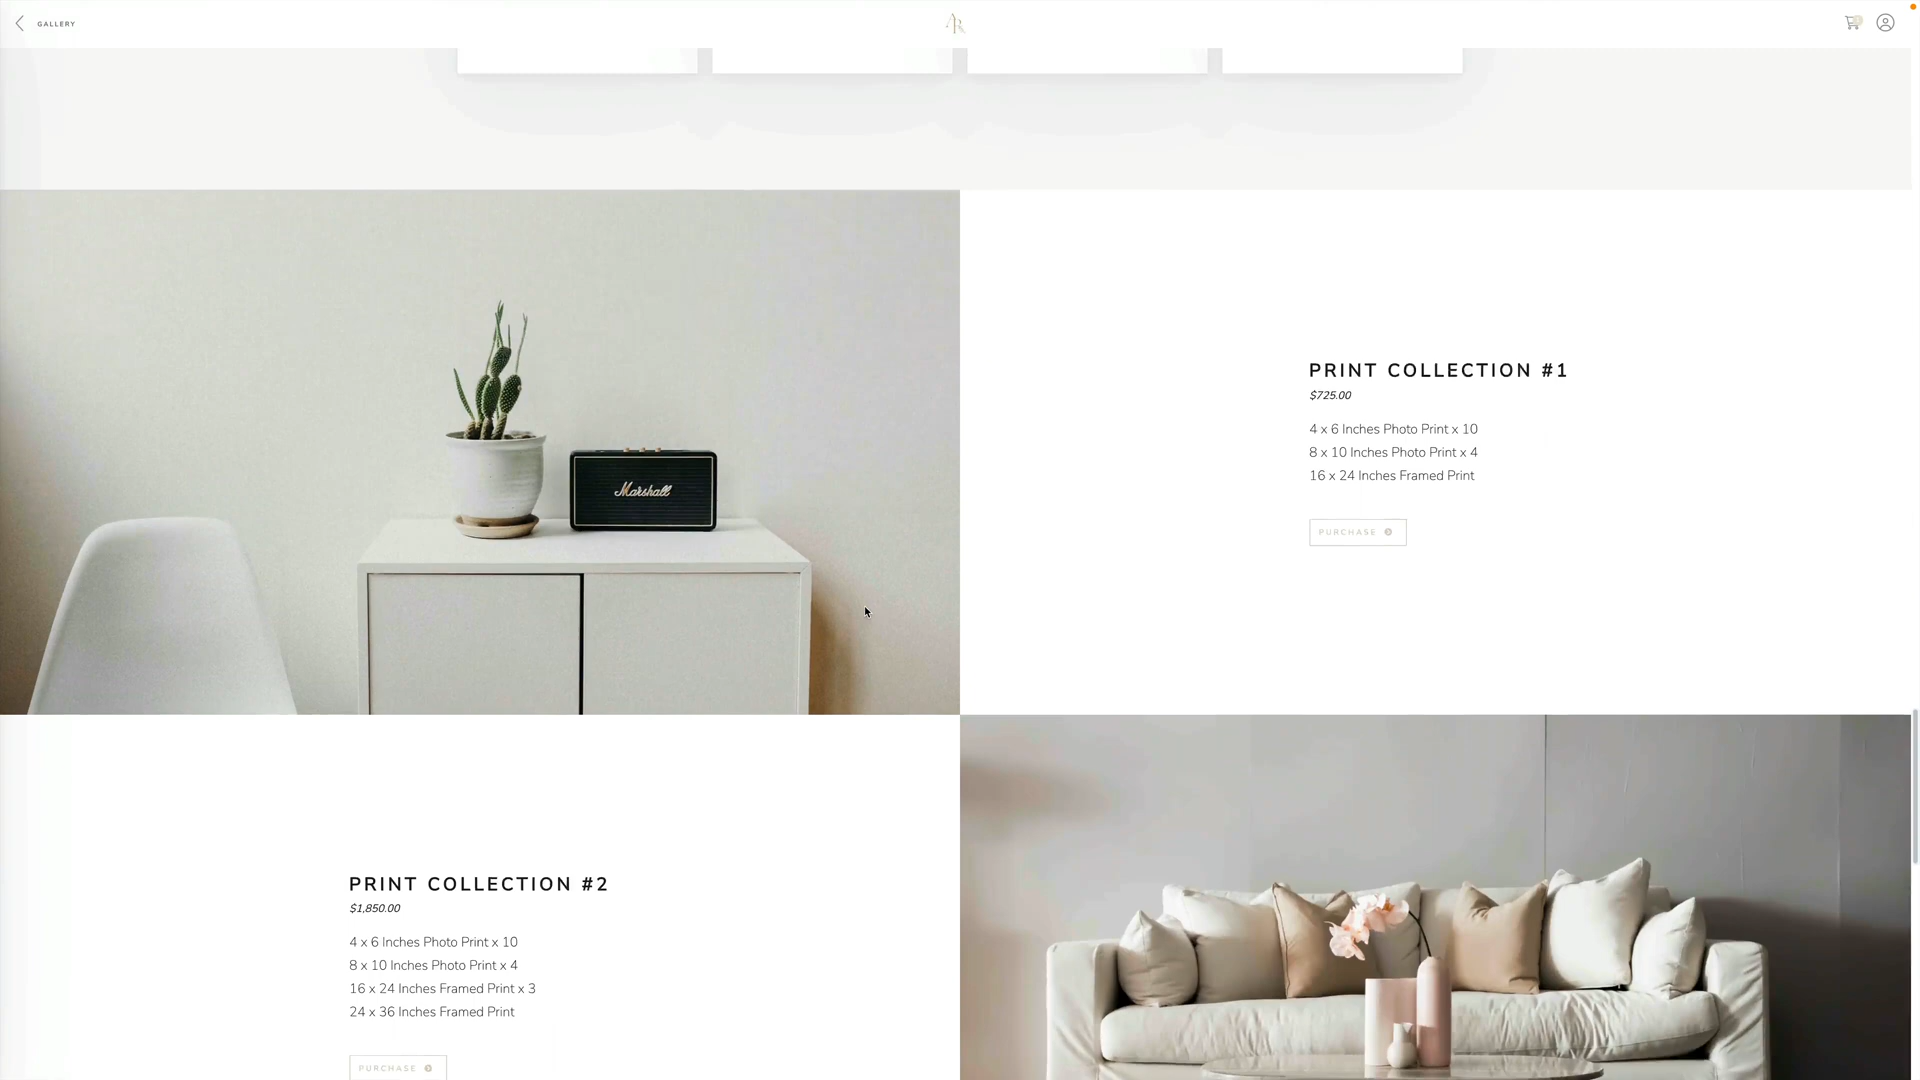 GALLERY
AR
PRINT COLLECTION #1
$725.00
4 x 6 Inches Photo Print x 10
8 x 10 Inches Photo Print x 4
16 x 24 Inches Framed Print
PURCHASE
Marshall
PRINT COLLECTION #2
$1,850.00
4 x 6 Inches Photo Print x 10
8 x 10 Inches Photo Print x 4
16 x 24 Inches Framed Print x 3
24 x 36 Inches Framed Print
PURCHASE